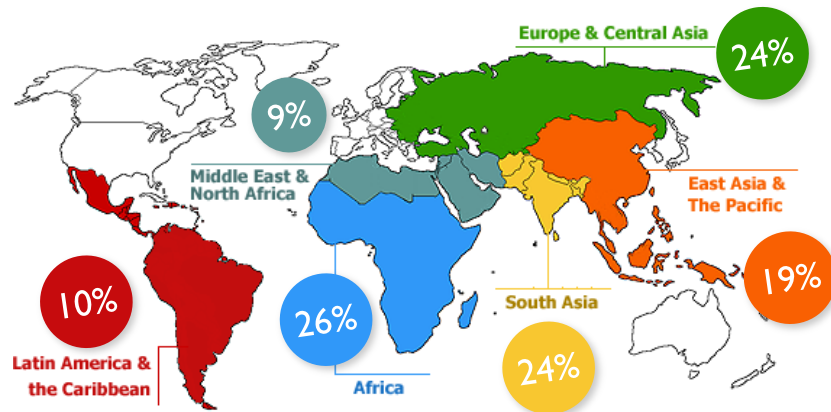 Europe & Central Asia
24%
9%
Middle East &
North Africa
East Asia &
The Pacific
19%
10%
26%
South Asia
24%
Latin America &
the Caribbean
Africa